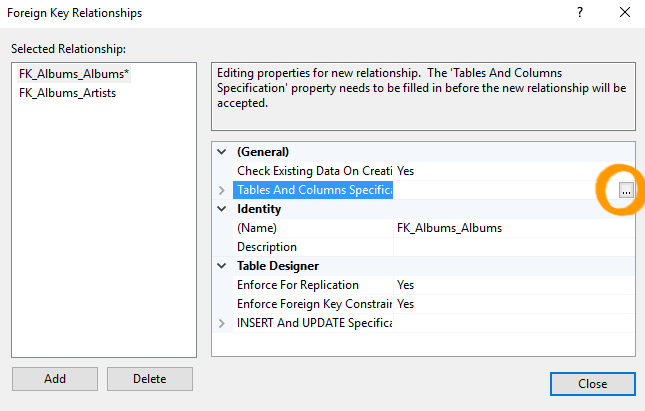 Foreign Key Relationships
?
Selected Relationship:
FK_Albums_Albums*
FK_Albums_Artists
Editing properties for new relationship. The 'Tables And Columns
Specification' property needs to be filled in before the new relationship will be
accepted.
(General)
Check Existing Data On Creati Yes
Tables And Columns Specifica ...
Identity
(Name) FK_Albums_Albums
Description
Table Designer
Enforce For Replication Yes
Enforce Foreign Key Constrain Yes
INSERT And UPDATE Specifica
Add Delete
Close